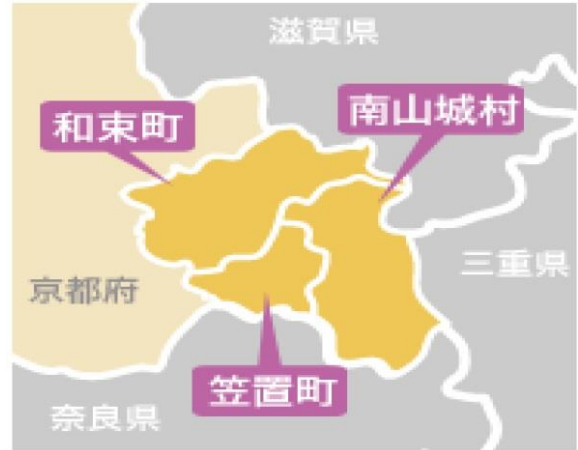 滋賀県
南山城村
和束町
三重県
京都府
笠置町
奈良県